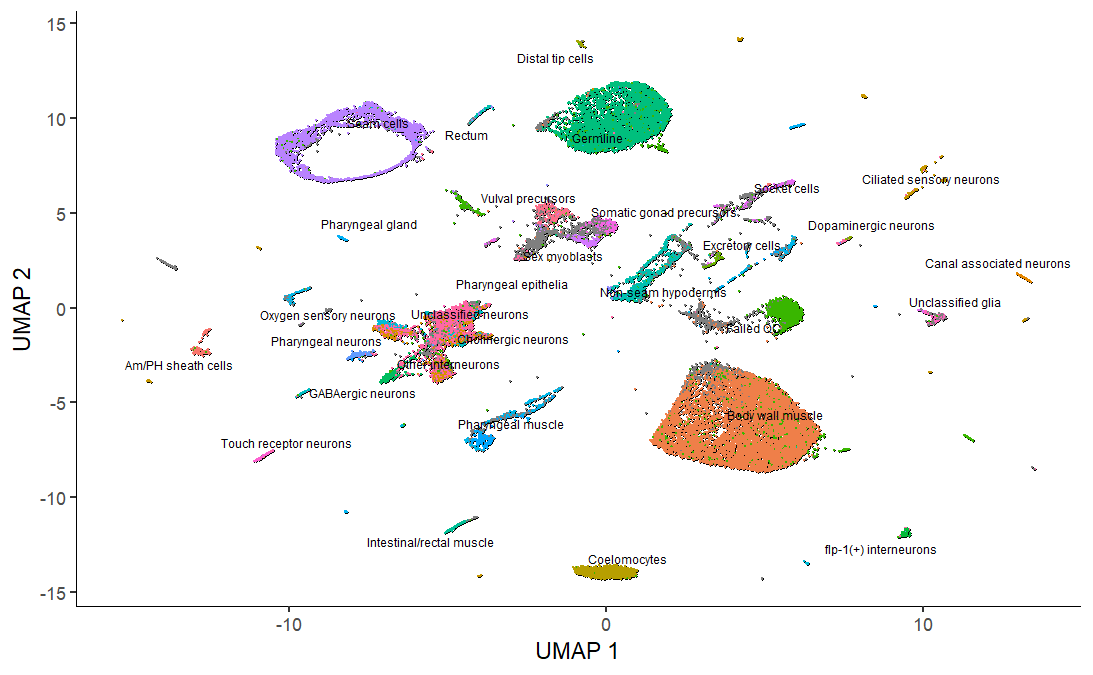 15
Distal tip cells
10
Seam cells
Rectum
Germline
Ciliated sensory neurons
Socket cells
Vulval precursors
5
Somatic gonad precursors
Pharyngeal gland
Dopaminergic neurons
Excretory cells
Sex myoblasts
Canal associated neurons
Pharyngeal epithelia
Non-seam hypodermis
Unclassified glia
0
Oxygen sensory neurons
Unclassified neurons
Failed QC
Pharyngeal neurons
Cholinergic neurons
Am/PH sheath cells
Other interneurons
GABAergic neurons
-5
Body wall muscle
Pharyngeal muscle
Touch receptor neurons
-10
Intestinal/rectal muscle
flp-1(+) interneurons
Coelomocytes
-15
-10 0 10
UMAP 1
UMAP 2